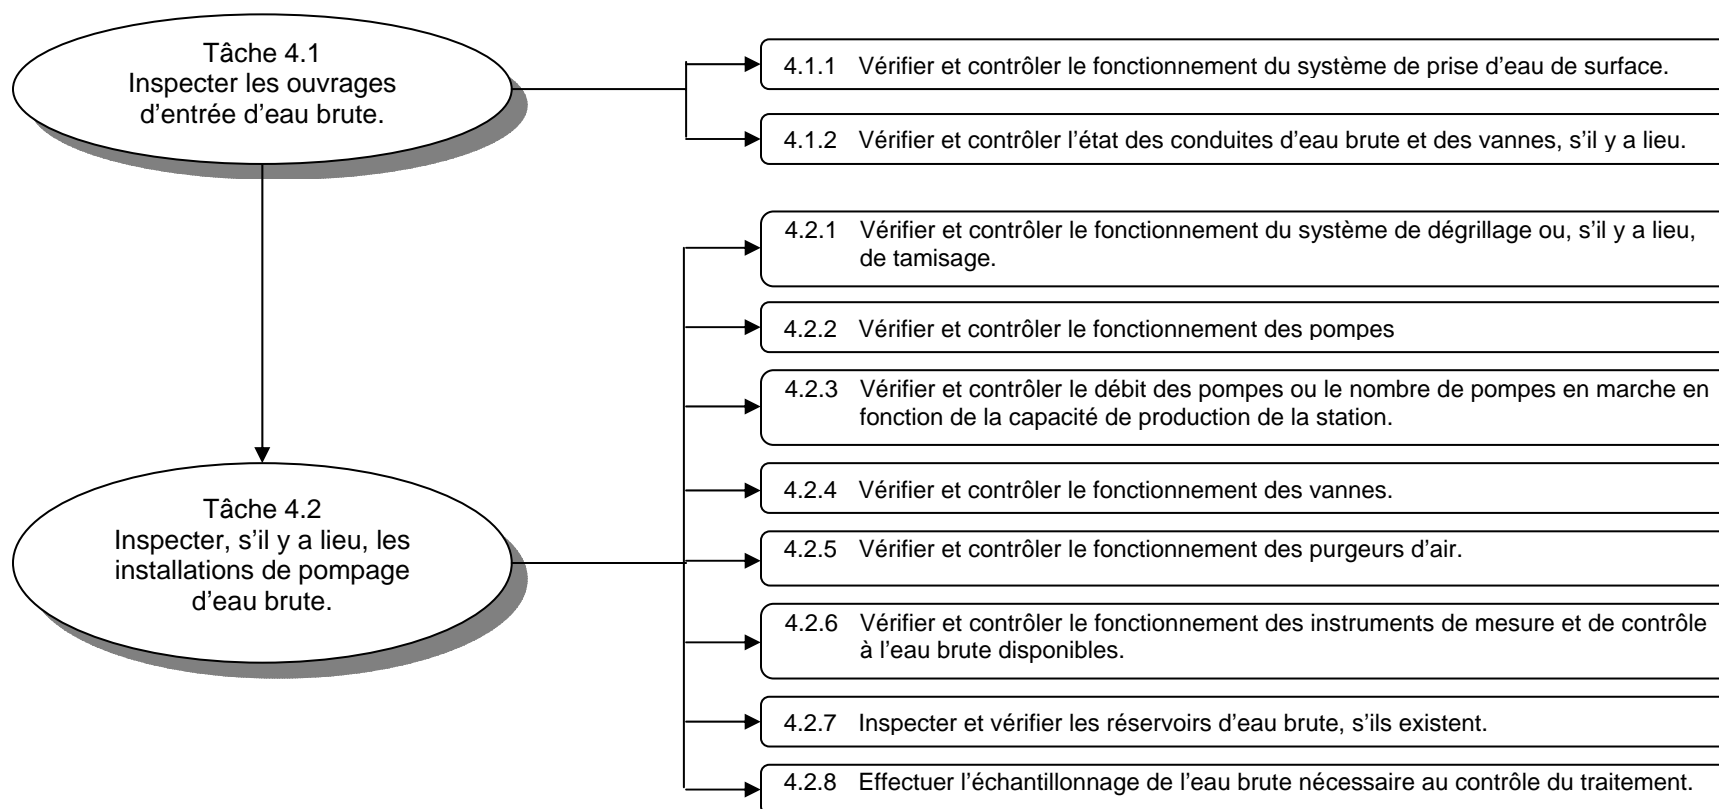 Tâche 4.1
Inspecter les ouvrages
d’entrée d’eau brute.
4.1.1 Vérifier et contrôler le fonctionnement du système de prise d’eau de surface.
4.1.2 Vérifier et contrôler l’état des conduites d’eau brute et des vannes, s’il y a lieu.
Tâche 4.2
Inspecter, s’il y a lieu, les
installations de pompage
d’eau brute.
4.2.1 Vérifier et contrôler le fonctionnement du système de dégrillage ou, s’il y a lieu,
de tamisage.
4.2.2 Vérifier et contrôler le fonctionnement des pompes
4.2.3 Vérifier et contrôler le débit des pompes ou le nombre de pompes en marche en
fonction de la capacité de production de la station.
4.2.4 Vérifier et contrôler le fonctionnement des vannes.
4.2.5 Vérifier et contrôler le fonctionnement des purgeurs d’air.
4.2.6 Vérifier et contrôler le fonctionnement des instruments de mesure et de contrôle
à l’eau brute disponibles.
4.2.7 Inspecter et vérifier les réservoirs d’eau brute, s’ils existent.
4.2.8 Effectuer l’échantillonnage de l’eau brute nécessaire au contrôle du traitement.